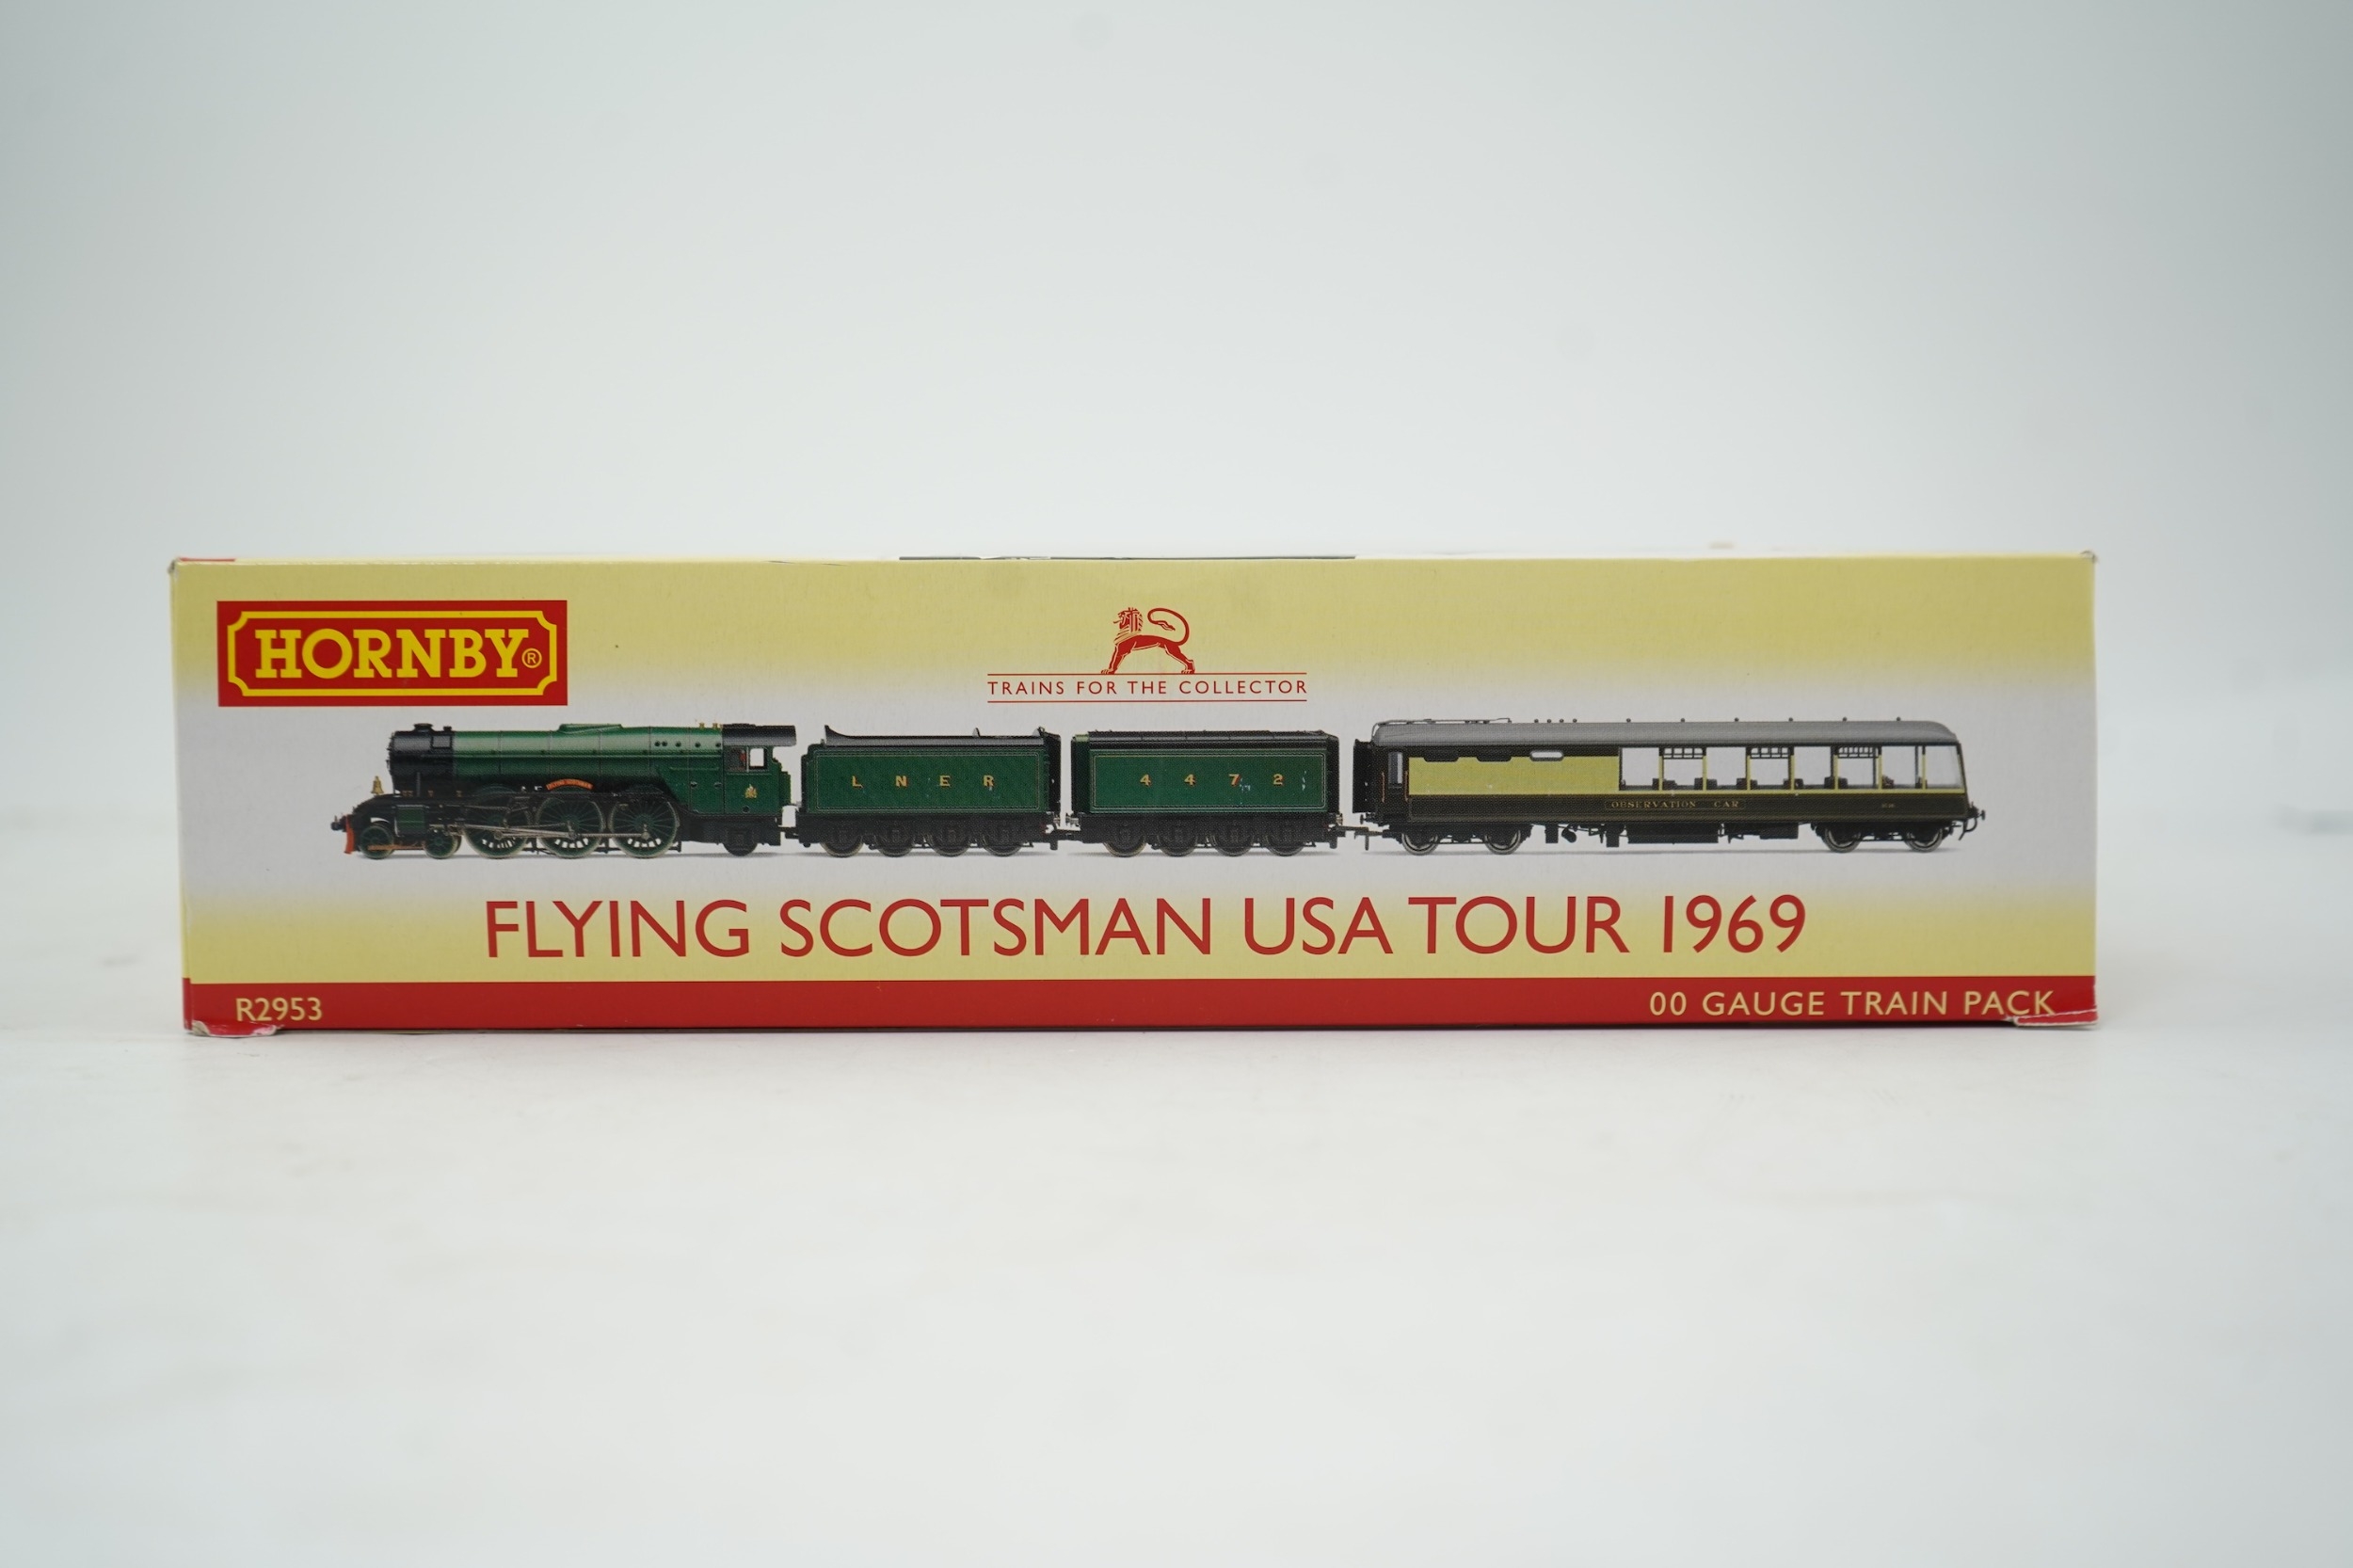 HORNBY®
TRAINS FOR THE COLLECTOR
L N E R
4 4 7 2
OBSERVATION CAR
FLYING SCOTSMAN USA TOUR 1969
R2953
00 GAUGE TRAIN PACK